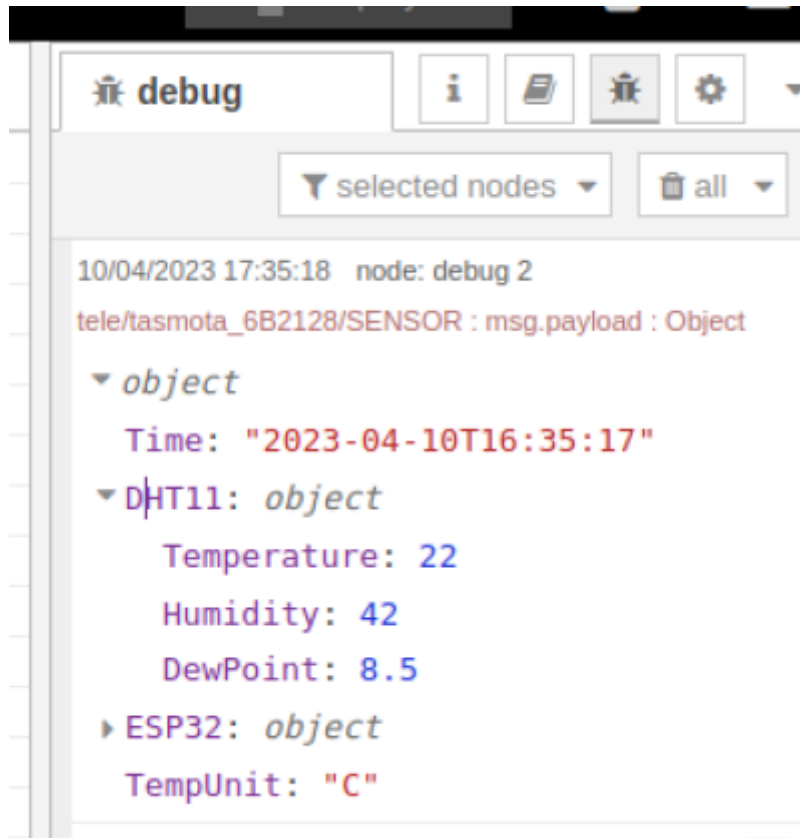 debug
selected nodes
all
10/04/2023 17:35:18 node: debug 2
tele/tasmota_6B2128/SENSOR : msg.payload : Object
object
Time: "2023-04-10T16:35:17"
DHT11: object
Temperature: 22
Humidity: 42
DewPoint: 8.5
ESP32: object
TempUnit: "C"